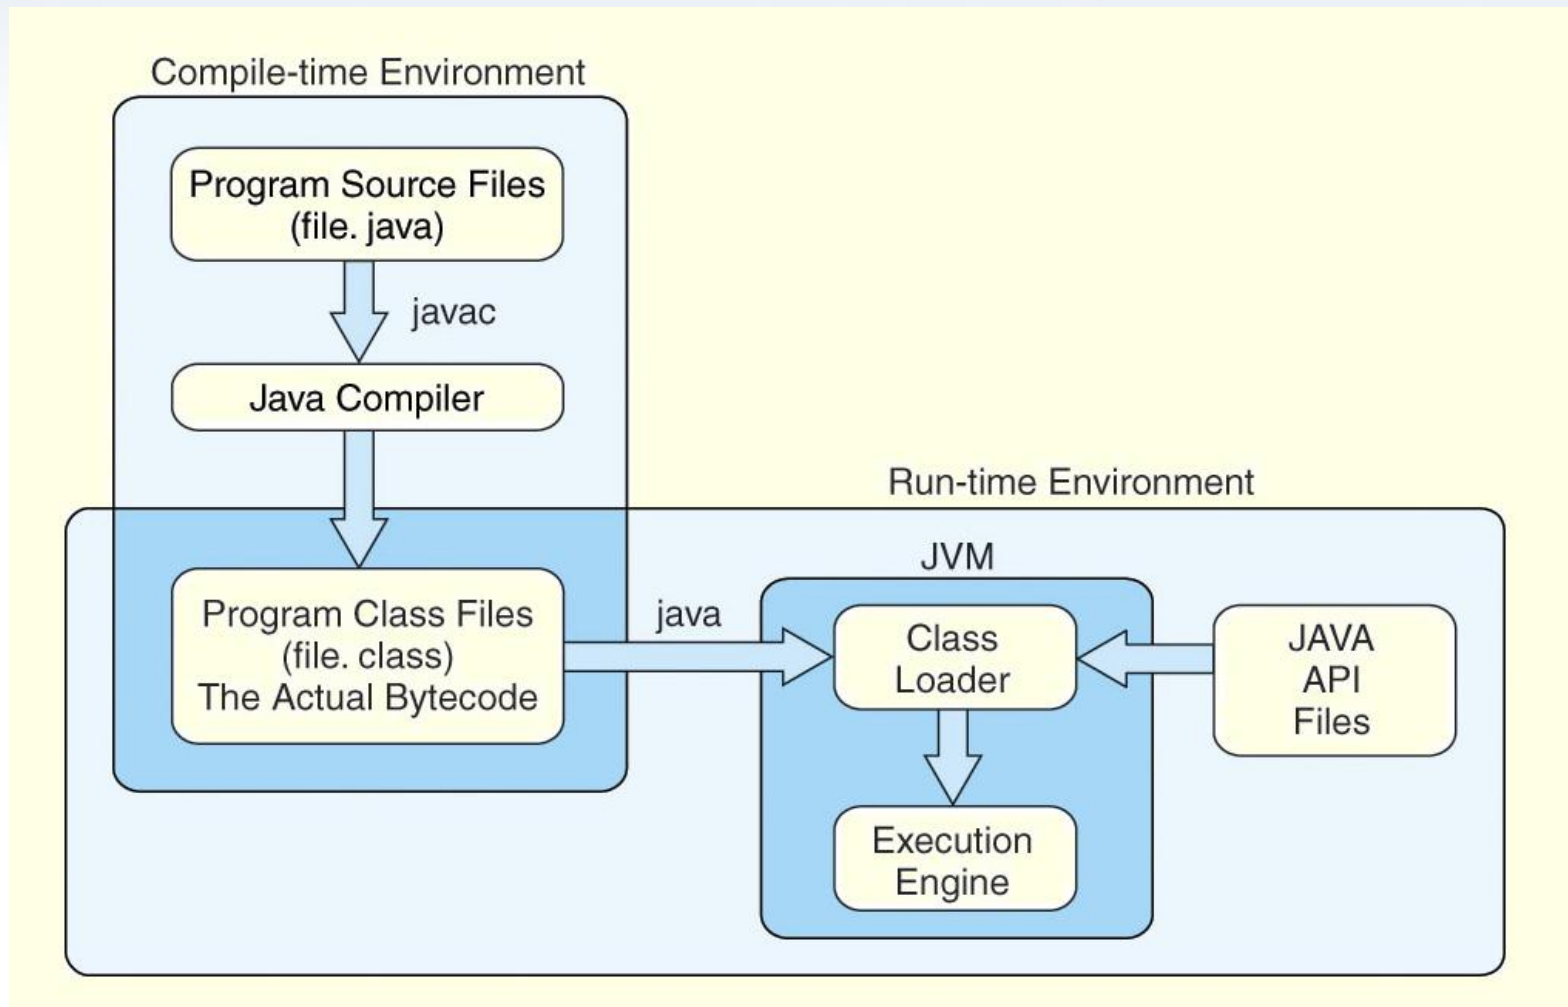 Compile-time Environment
Program Source Files
(file. java)
javac
Java Compiler
Run-time Environment
JVM
Program Class Files
(file. class)
The Actual Bytecode
java
Class
Loader
JAVA
API
Files
Execution
Engine